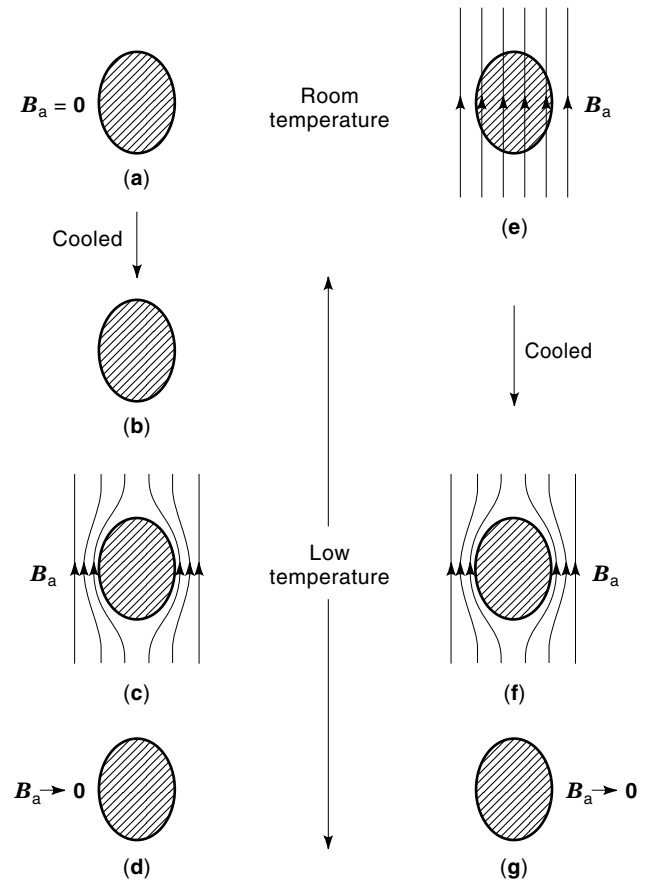 B_a = 0
(a)
Cooled
(b)
B_a
(c)
B_a → 0
(d)
Room
temperature
Low
temperature
B_a
(e)
Cooled
B_a
(f)
B_a → 0
(g)